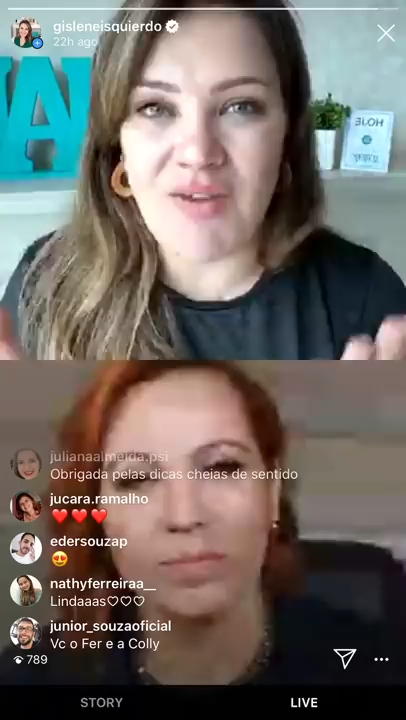 gisleneisquierdo
22h ago
HOJE
julianaalmeida.psi
Obrigada pelas dicas cheias de sentido
jucara.ramalho
❤️❤️❤️
edersouzap
😍
nathyferreiraa__
Lindaaas♡♡♡
junior_souzaoficial
Vc o Fer e a Colly
789
STORY
LIVE